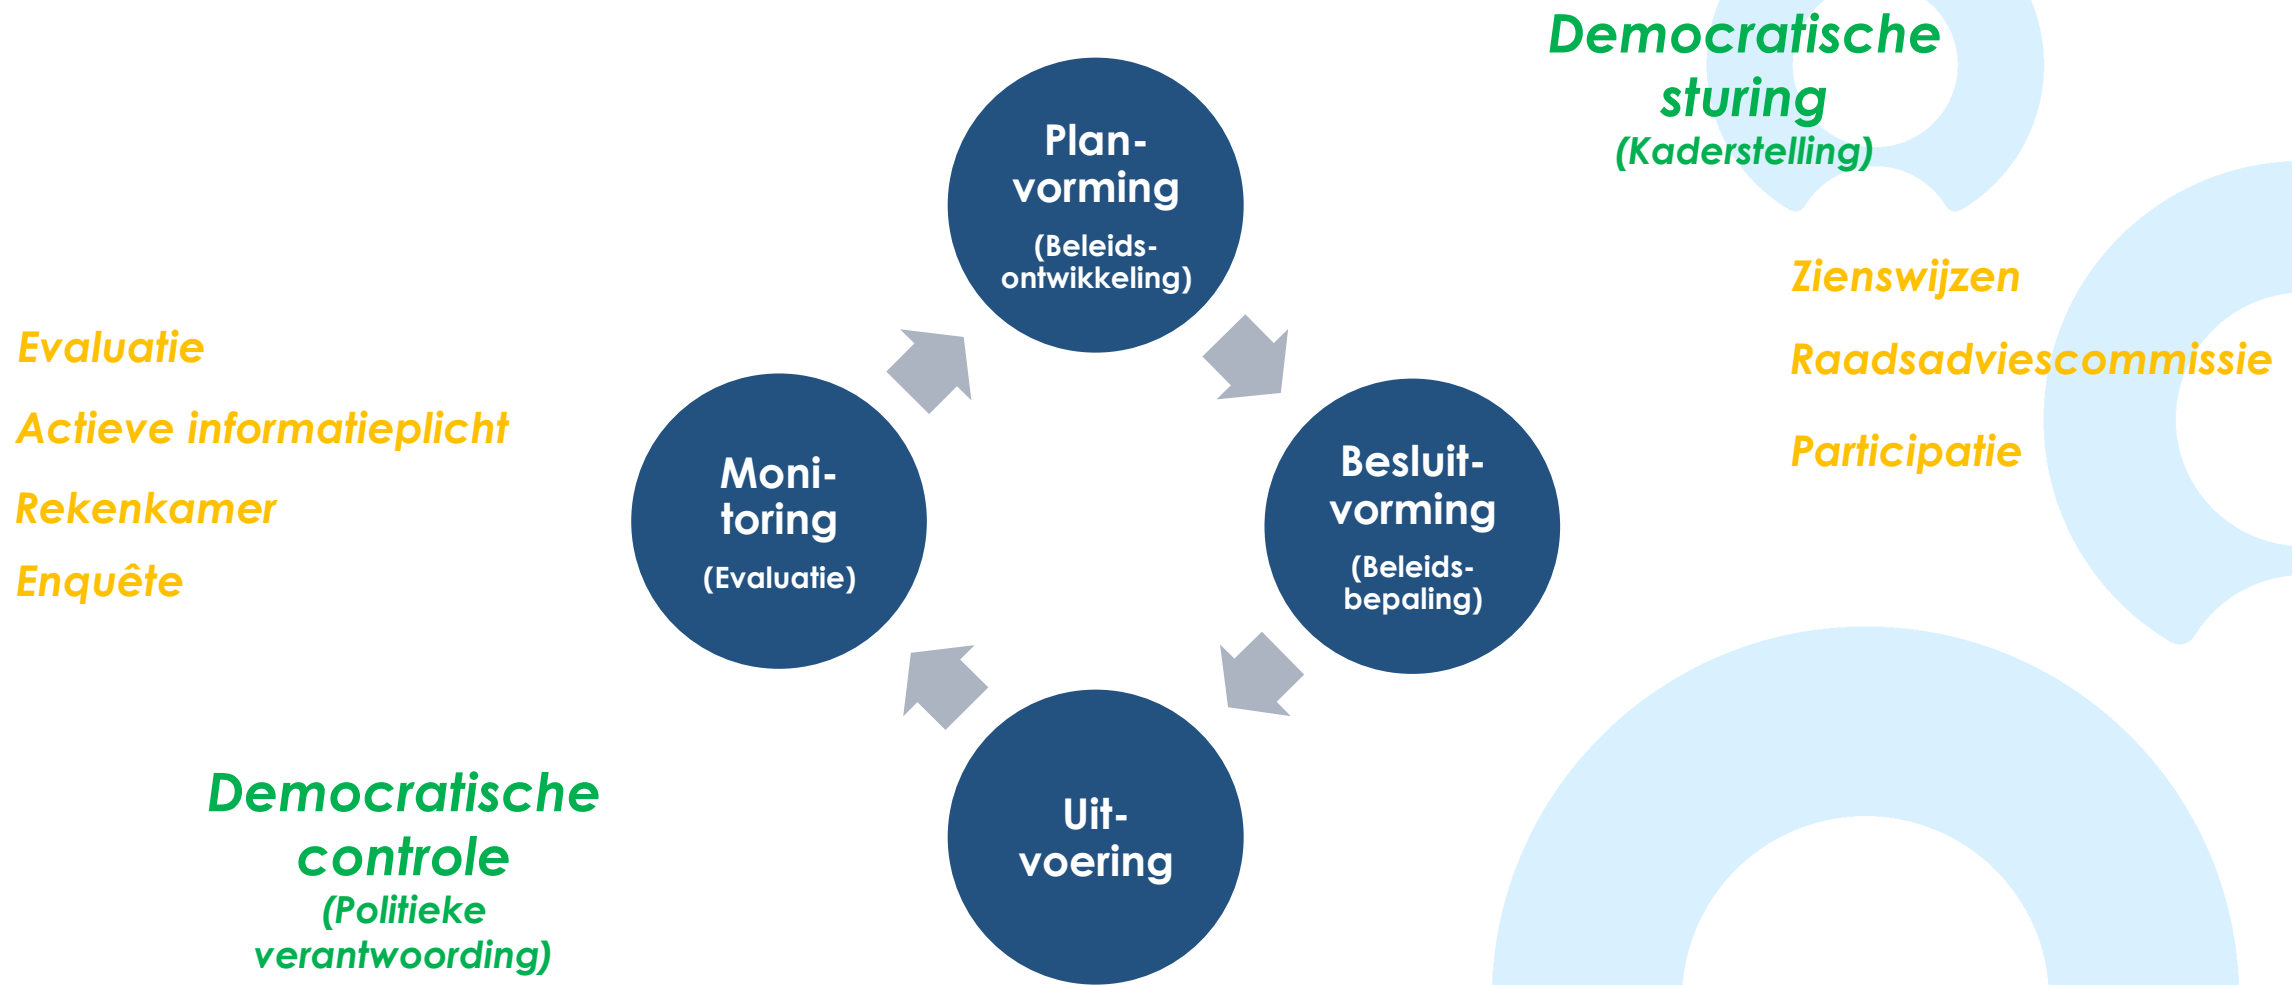 Democratische
sturing
(Kaderstelling)
Plan-
vorming
(Beleids-
ontwikkeling)
Zienswijzen
Raadsadviescommissie
Participatie
Evaluatie
Actieve informatieplicht
Rekenkamer
Enquête
Moni-
toring
(Evaluatie)
Besluit-
vorming
(Beleids-
bepaling)
Uit-
voering
Democratische
controle
(Politieke
verantwoording)